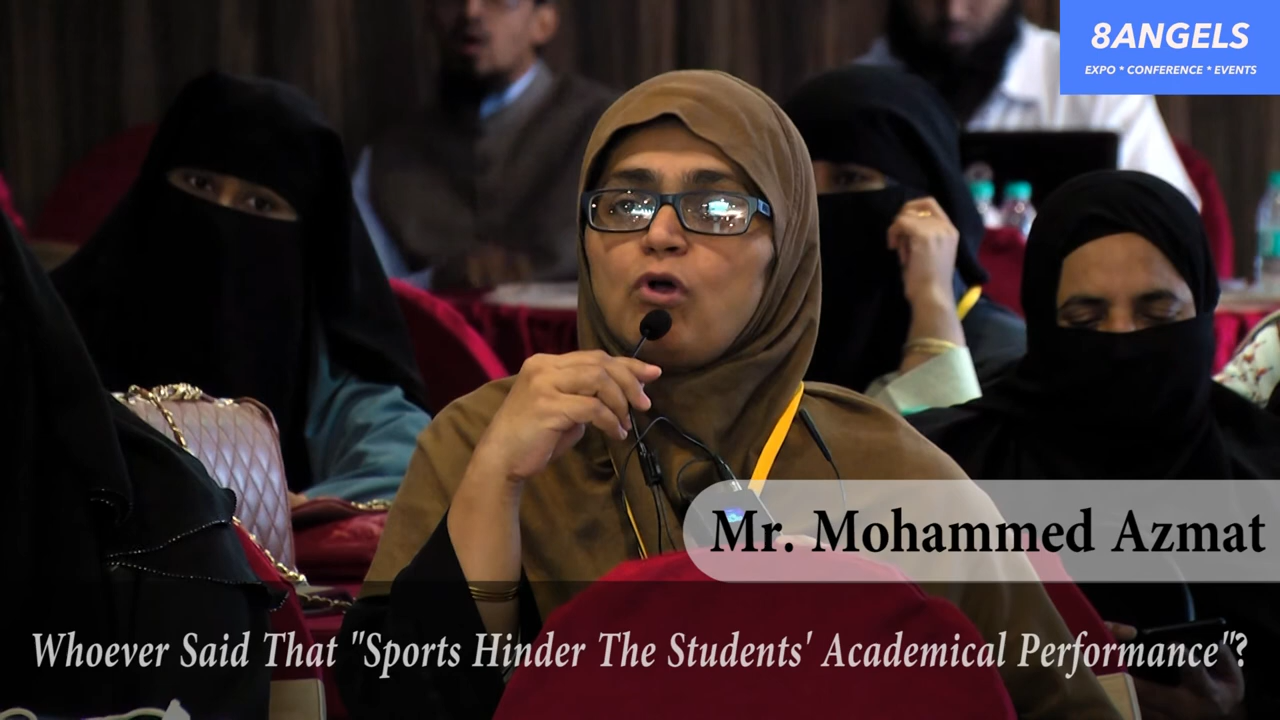 8ANGELS
EXPO * CONFERENCE * EVENTS
Mr. Mohammed Azmat
Whoever Said That "Sports Hinder The Students' Academical Performance"?